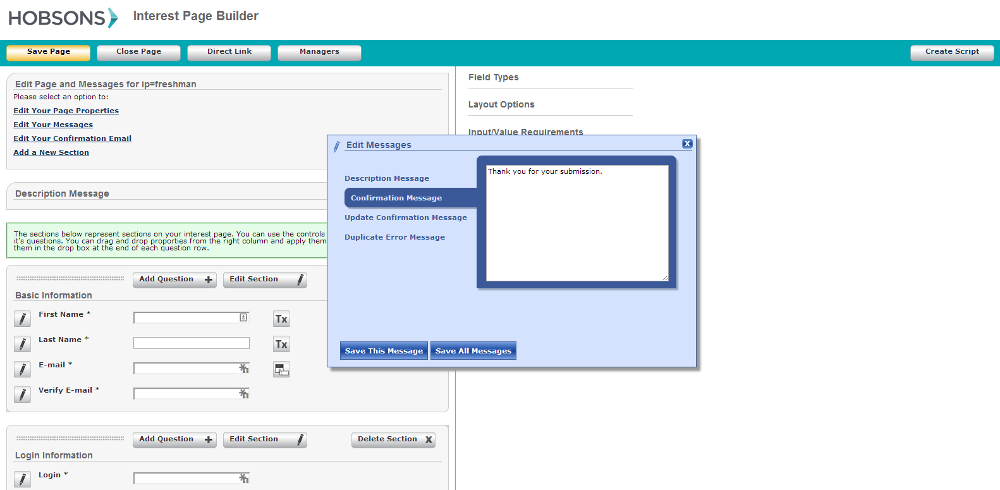 HOBSONS
Interest Page Builder
Save Page
Close Page
Direct Link
Managers
Create Script
Edit Page and Messages for ip=freshman
Please select an option to:
Edit Your Page Properties
Edit Your Messages
Edit Your Confirmation Email
Add a New Section
Field Types
Layout Options
Input/Value Requirements
Edit Messages
X
Description Message
Confirmation Message
Update Confirmation Message
Duplicate Error Message
Thank you for your submission.
Save This Message
Save All Messages
Description Message
The sections below represent sections on your interest page. You can use the controls
it's questions. You can drag and drop properties from the right column and apply them
them in the drop box at the end of each question row.
Add Question +
Edit Section
Basic Information
First Name *
Tx
Last Name *
Tx
E-mail *
Verify E-mail *
Add Question +
Edit Section
Delete Section X
Login Information
Login *